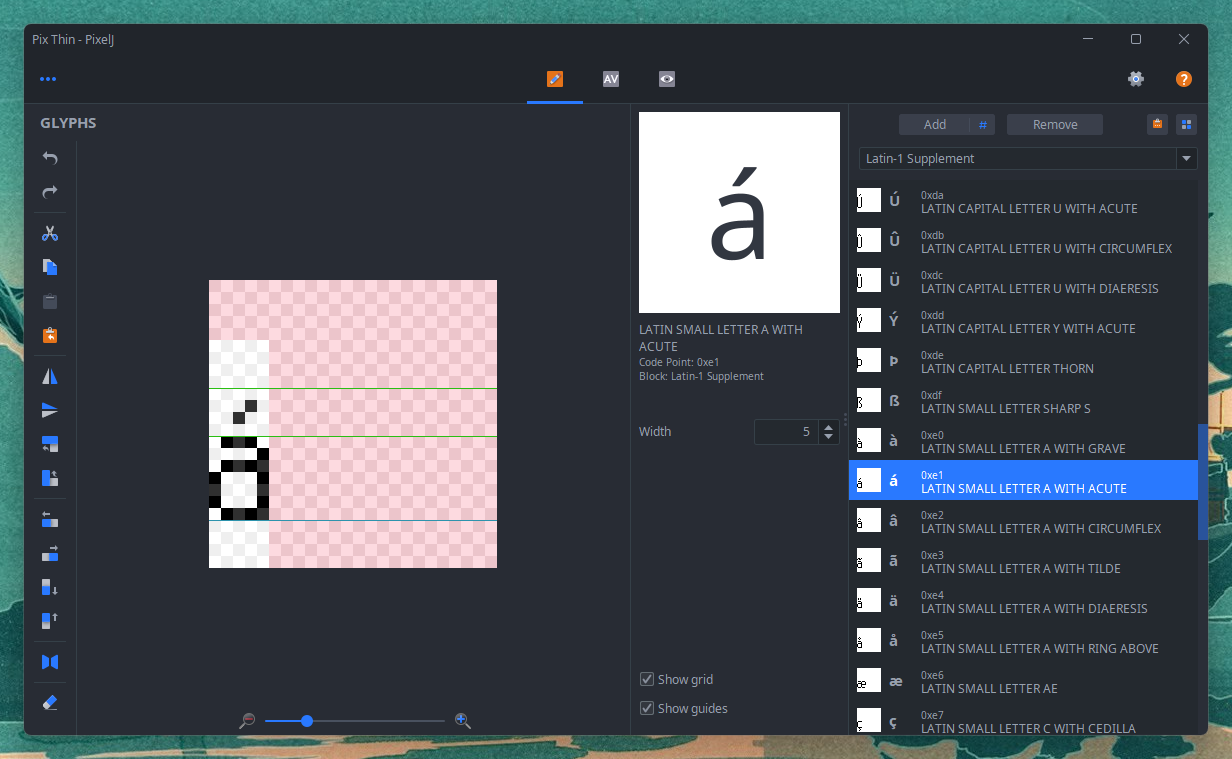 Pix Thin - PixelJ
AV
?
GLYPHS
Add
#
Remove
Latin-1 Supplement
á
LATIN SMALL LETTER A WITH
ACUTE
Code Point: 0xe1
Block: Latin-1 Supplement
Width
5
Show grid
Show guides
Ú
0xda
LATIN CAPITAL LETTER U WITH ACUTE
Û
0xdb
LATIN CAPITAL LETTER U WITH CIRCUMFLEX
Ü
0xdc
LATIN CAPITAL LETTER U WITH DIAERESIS
Ý
0xdd
LATIN CAPITAL LETTER Y WITH ACUTE
Þ
0xde
LATIN CAPITAL LETTER THORN
ß
0xdf
LATIN SMALL LETTER SHARP S
à
0xe0
LATIN SMALL LETTER A WITH GRAVE
á
0xe1
LATIN SMALL LETTER A WITH ACUTE
â
0xe2
LATIN SMALL LETTER A WITH CIRCUMFLEX
ã
0xe3
LATIN SMALL LETTER A WITH TILDE
ä
0xe4
LATIN SMALL LETTER A WITH DIAERESIS
å
0xe5
LATIN SMALL LETTER A WITH RING ABOVE
æ
0xe6
LATIN SMALL LETTER AE
ç
0xe7
LATIN SMALL LETTER C WITH CEDILLA